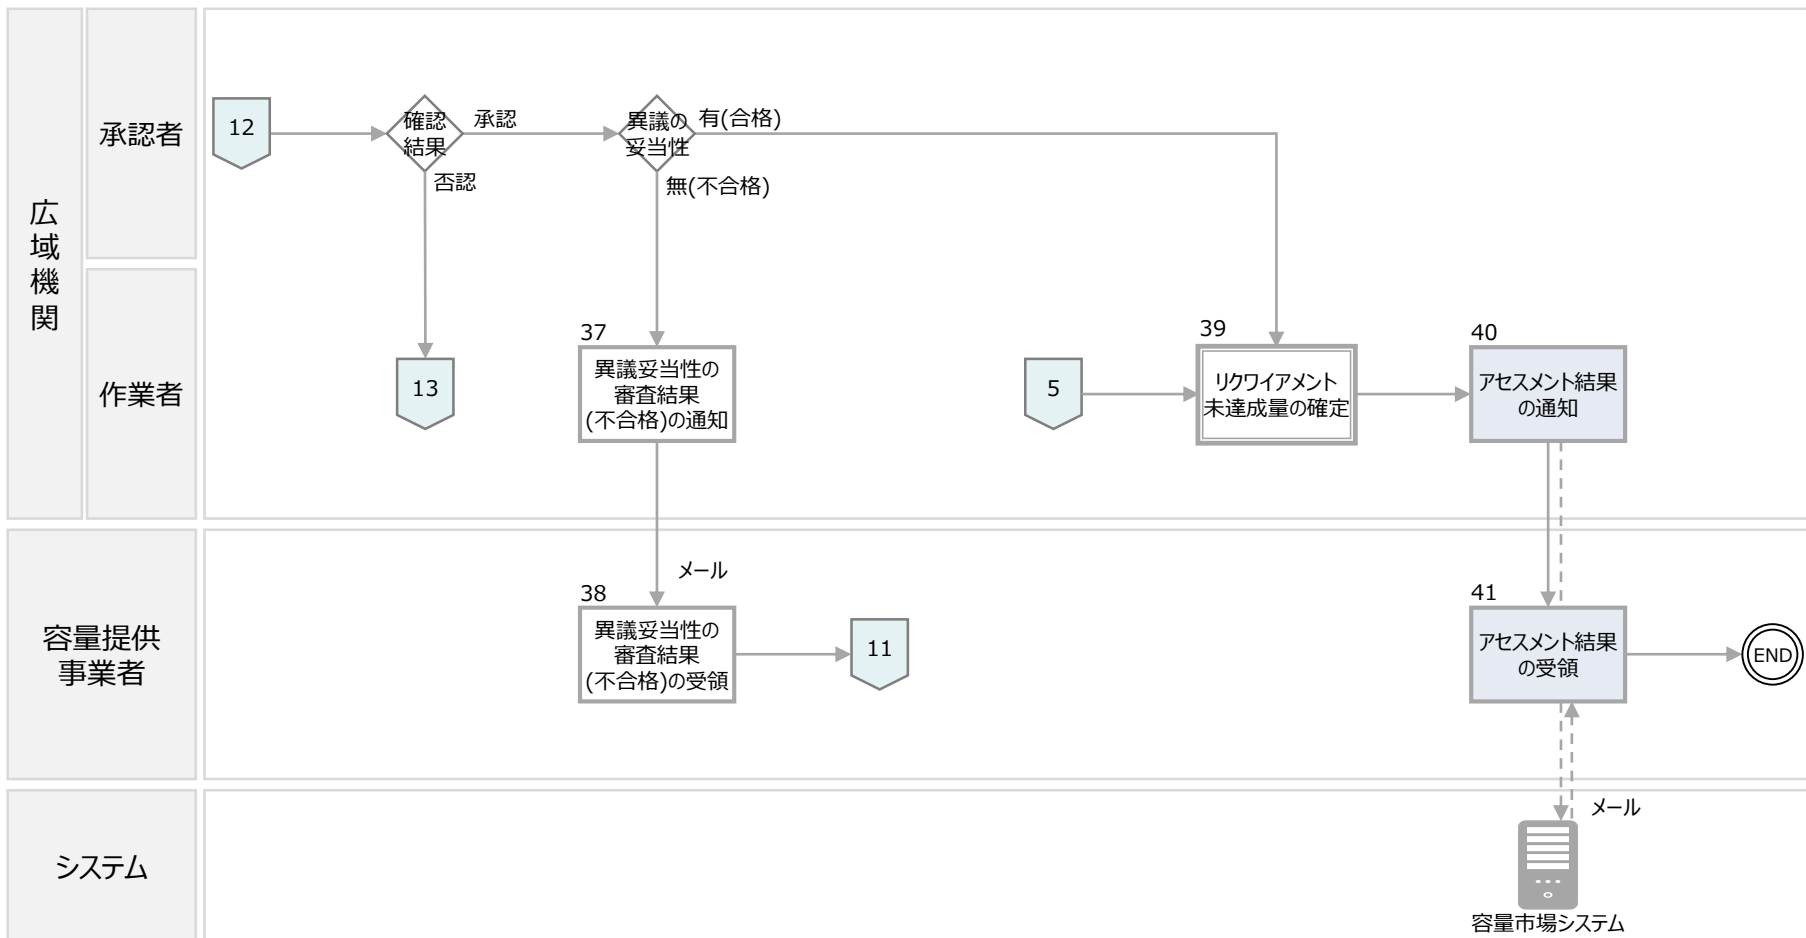 広域機関
承認者
12
確認
結果
承認
否認
異議の
妥当性
有(合格)
無(不合格)
作業者
13
37
異議妥当性の
審査結果
(不合格)の通知
5
39
リクワイアメント
未達成量の確定
40
アセスメント結果
の通知
容量提供
事業者
メール
38
異議妥当性の
審査結果
(不合格)の受領
11
41
アセスメント結果
の受領
END
システム
メール
容量市場システム